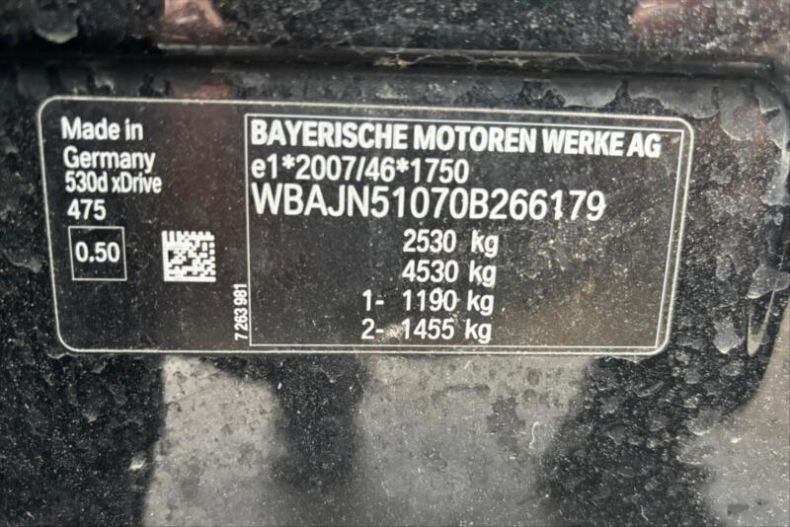 Made in
Germany
530d xDrive
475
0.50
7 263 981
BAYERISCHE MOTOREN WERKE AG
e1*2007/46*1750
WBAJN51070B266179
2530 kg
4530 kg
1- 1190 kg
2- 1455 kg